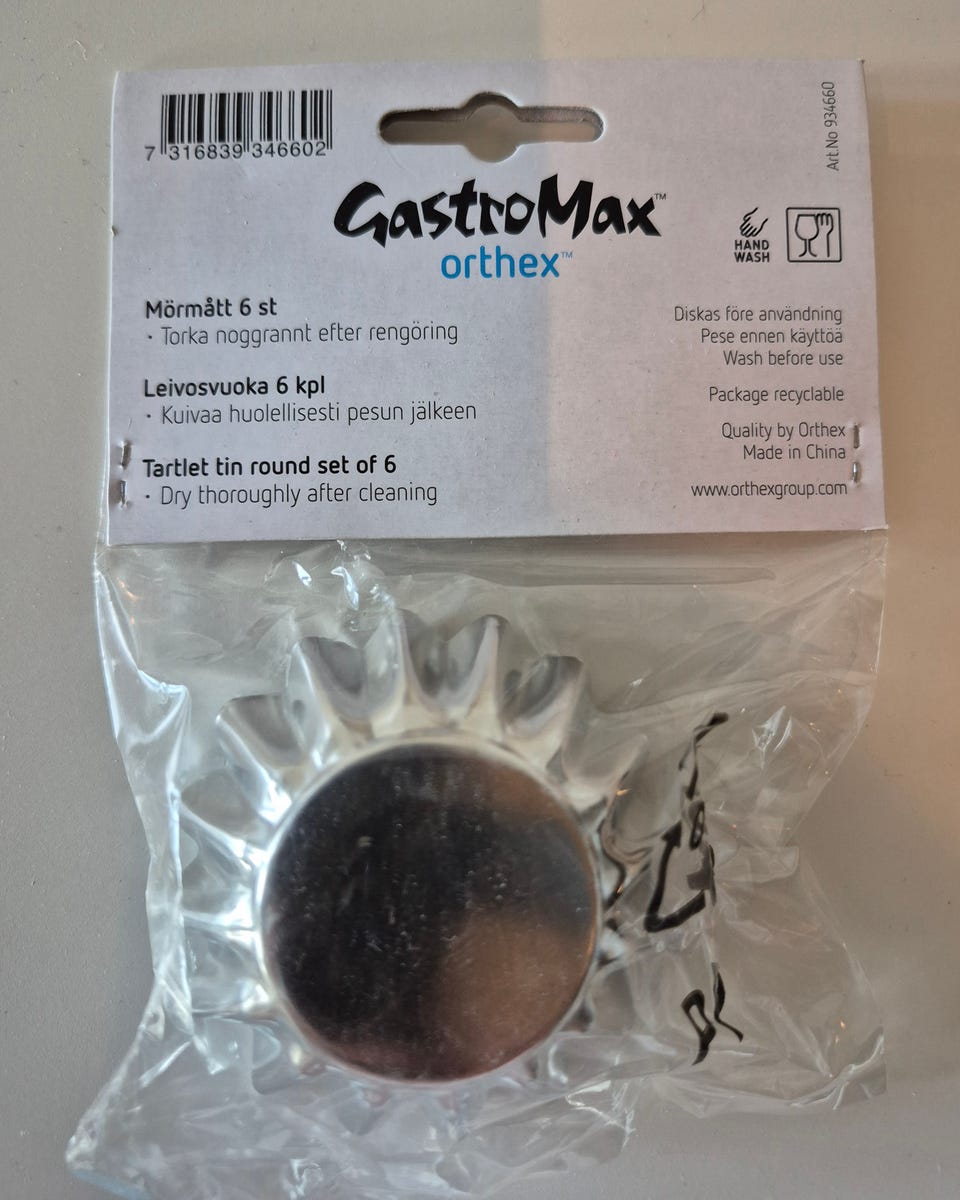 7 316839 346602
Art.No 934660
GastroMax™
orthex™
HAND
WASH
Mörmått 6 st
· Torka noggrannt efter rengöring
Leivosvuoka 6 kpl
· Kuivaa huolellisesti pesun jälkeen
Tartlet tin round set of 6
· Dry thoroughly after cleaning
Diskas före användning
Pese ennen käyttöä
Wash before use
Package recyclable
Quality by Orthex
Made in China
www.orthexgroup.com